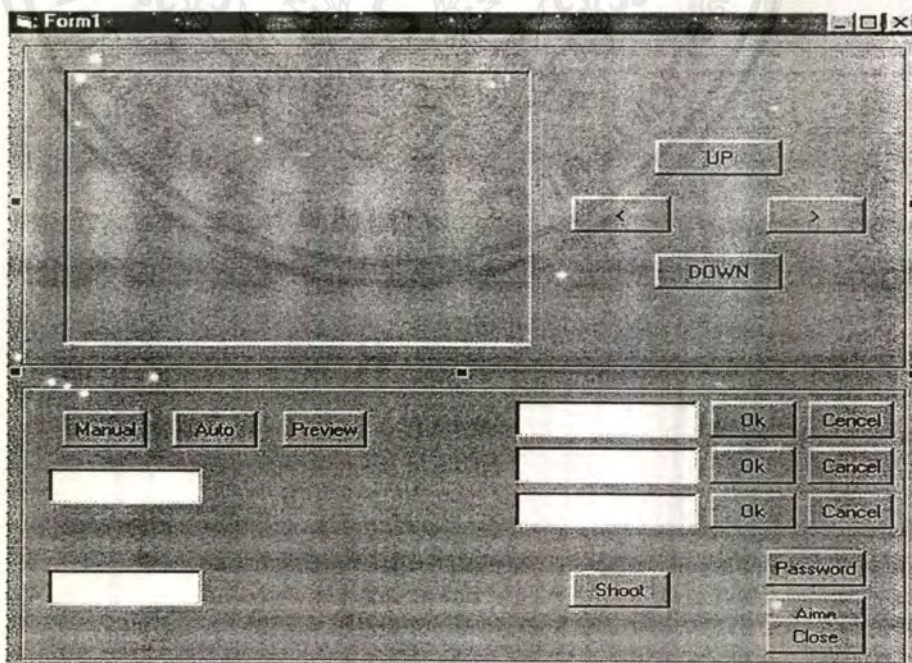 Form1
UP
< >
DOWN
Manual Auto Preview
Ok Cencel
Ok Cancel
Ok Cancel
Password
Shoot
Aime
Close